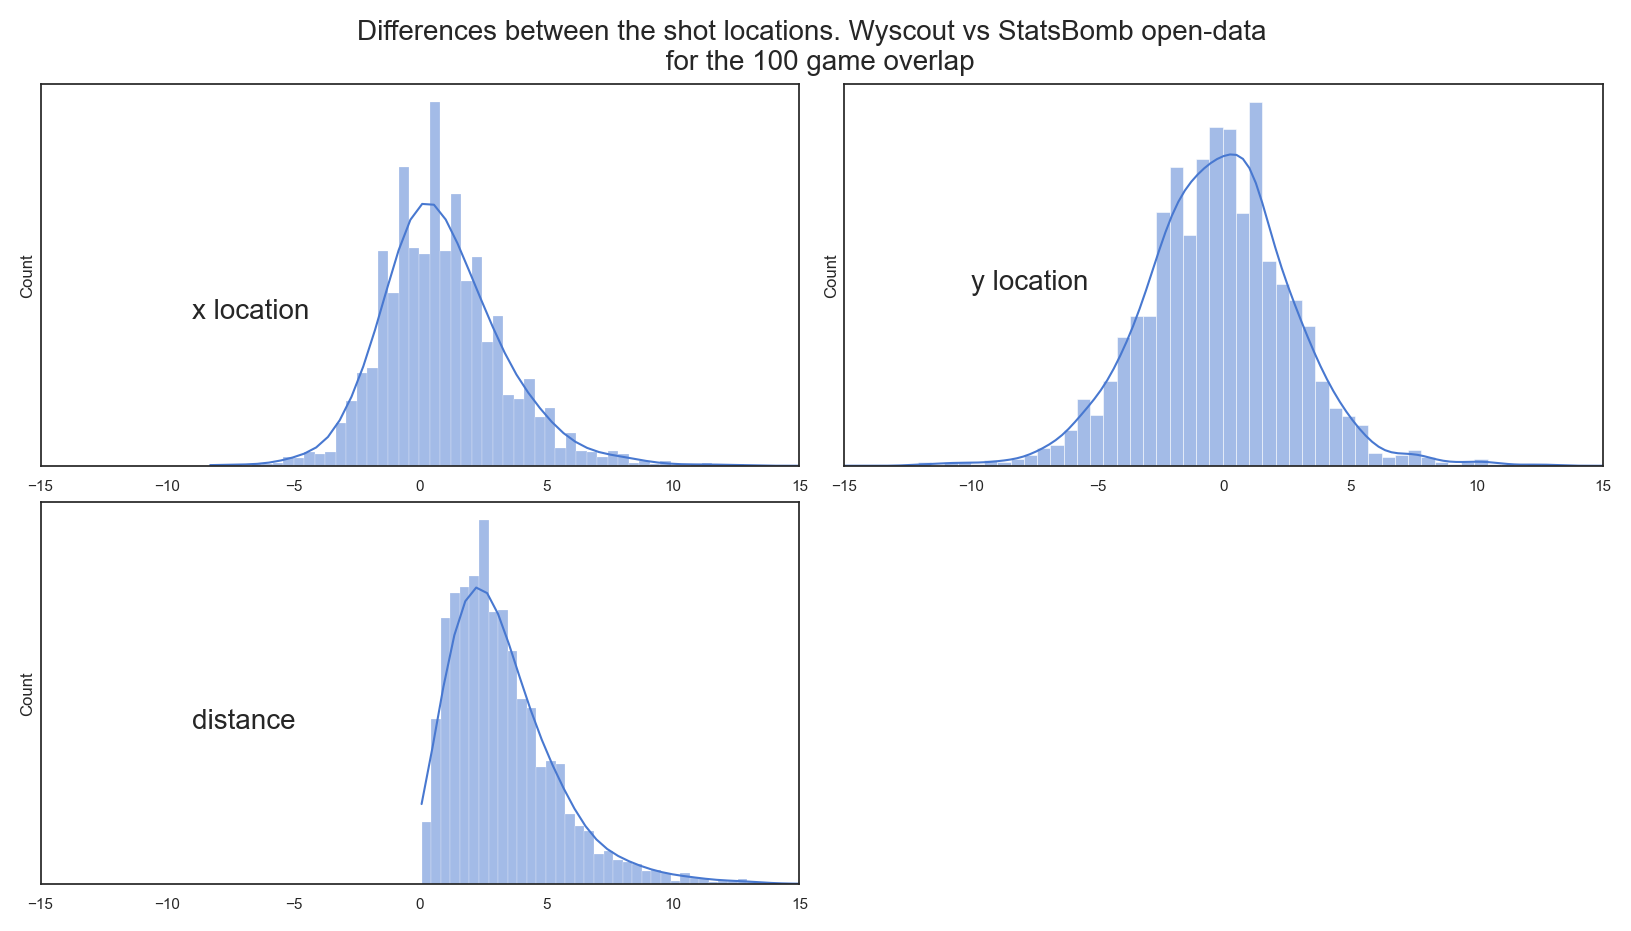 Differences between the shot locations. Wyscout vs StatsBomb open-data
for the 100 game overlap
Count
x location
−15 −10 −5 0 5 10 15
Count
y location
−15 −10 −5 0 5 10 15
Count
distance
−15 −10 −5 0 5 10 15